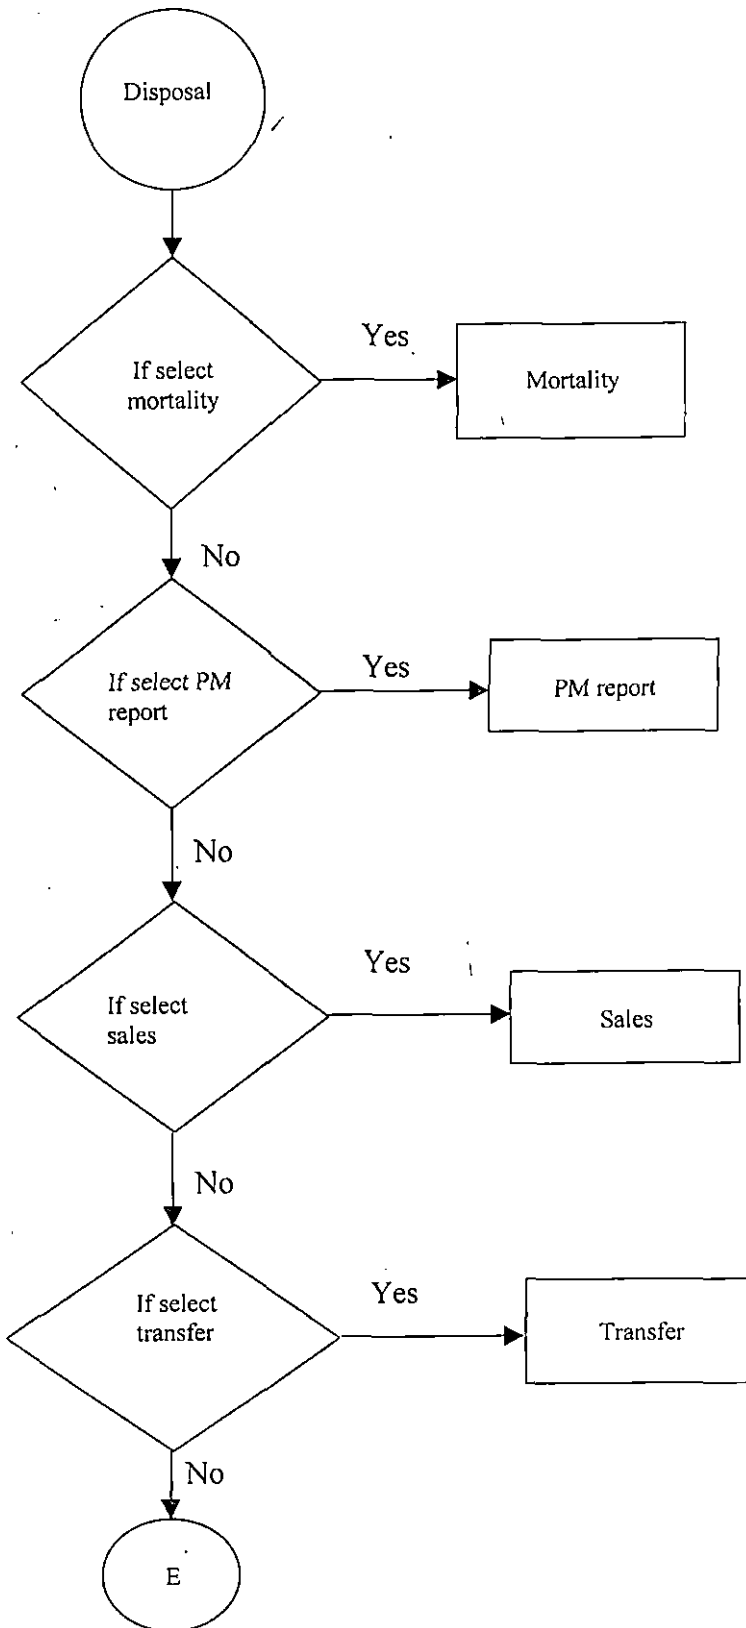 Disposal
Yes
If select
mortality
Mortality
No
If select PM
report
Yes
PM report
No
If select
sales
Yes
Sales
No
If select
transfer
Yes
Transfer
No
E